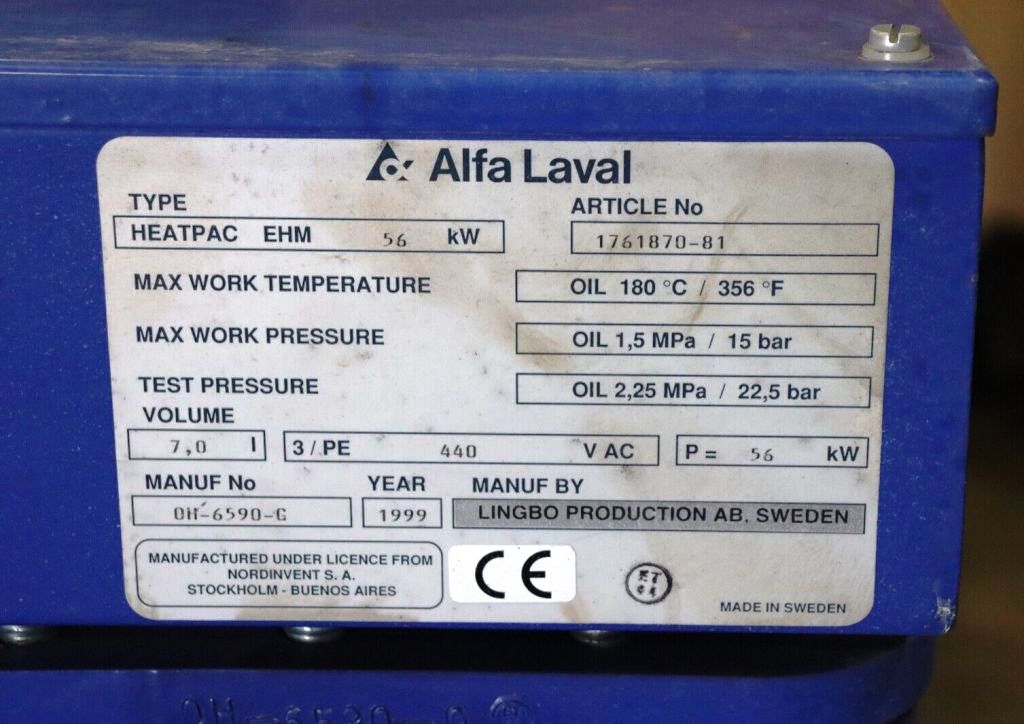 Alfa Laval
TYPE
ARTICLE No
HEATPAC EHM 56 kW
1761870-81
MAX WORK TEMPERATURE
OIL 180 °C / 356 °F
MAX WORK PRESSURE
OIL 1,5 MPa / 15 bar
TEST PRESSURE
OIL 2,25 MPa / 22,5 bar
VOLUME
7,0 l
3 / PE 440 V AC
P = 56 kW
MANUF No
YEAR
MANUF BY
0H-6590-G
1999
LINGBO PRODUCTION AB, SWEDEN
MANUFACTURED UNDER LICENCE FROM
NORDINVENT S. A.
STOCKHOLM - BUENOS AIRES
CE
MADE IN SWEDEN
0H-6590-G